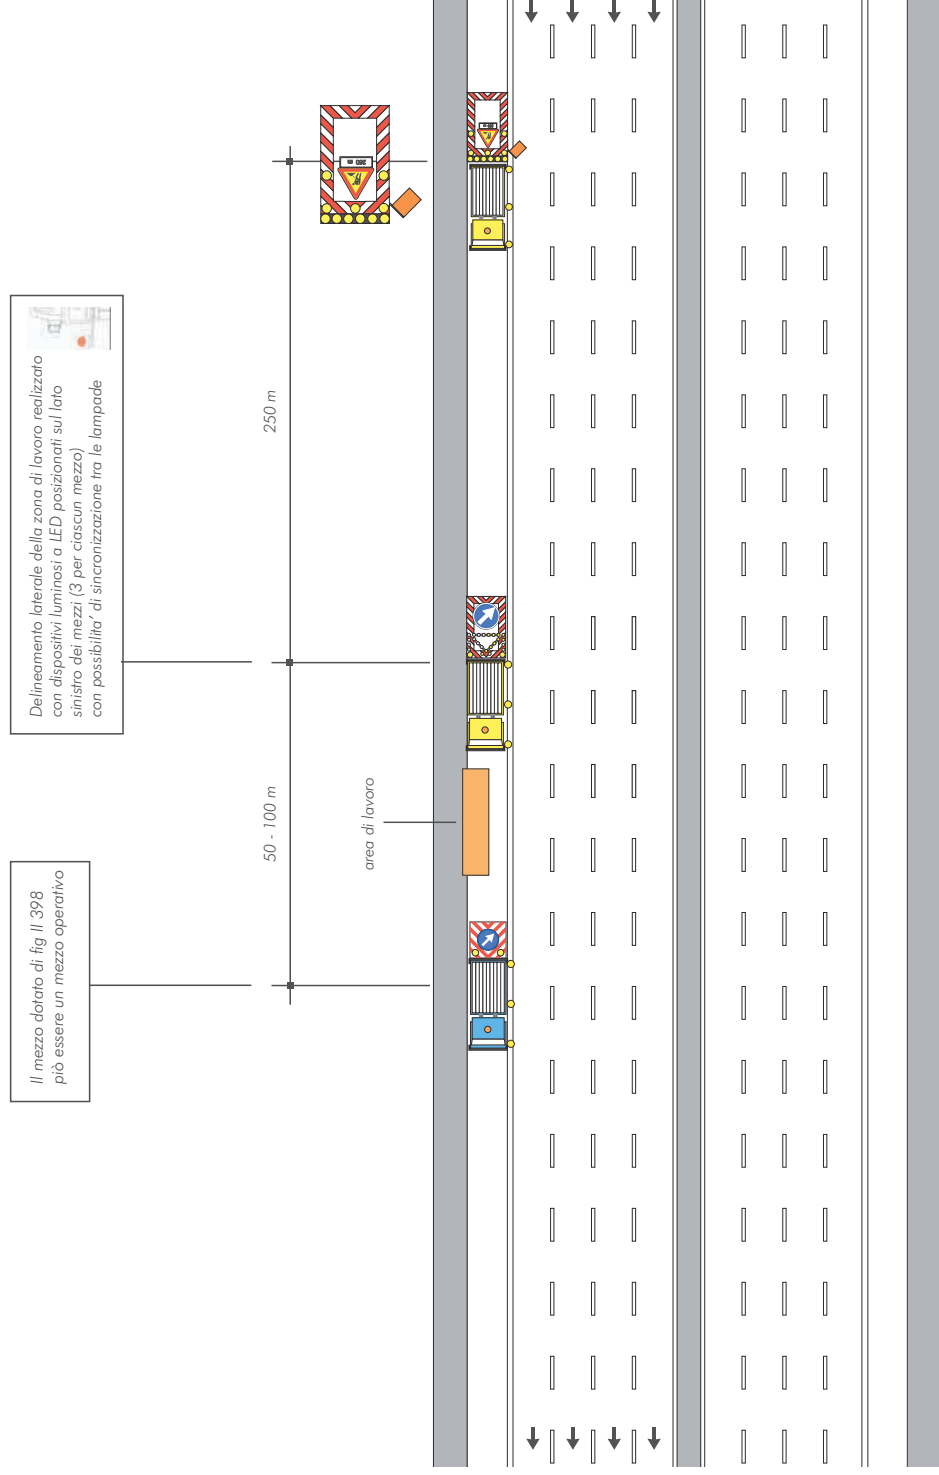 250 m
250 m
Delineamento laterale della zona di lavoro realizzato
con dispositivi luminosi a LED posizionati sul lato
sinistro dei mezzi (3 per ciascun mezzo)
con possibilita' di sincronizzazione tra le lampade
50 - 100 m
area di lavoro
Il mezzo dotato di fig II 398
piò essere un mezzo operativo